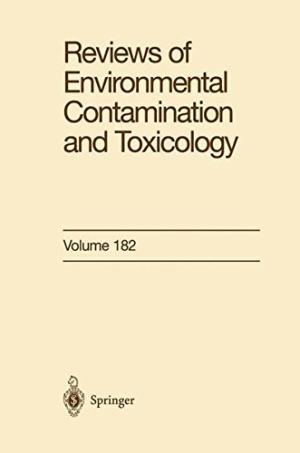 Reviews of
Environmental
Contamination
and Toxicology
Volume 182
Springer